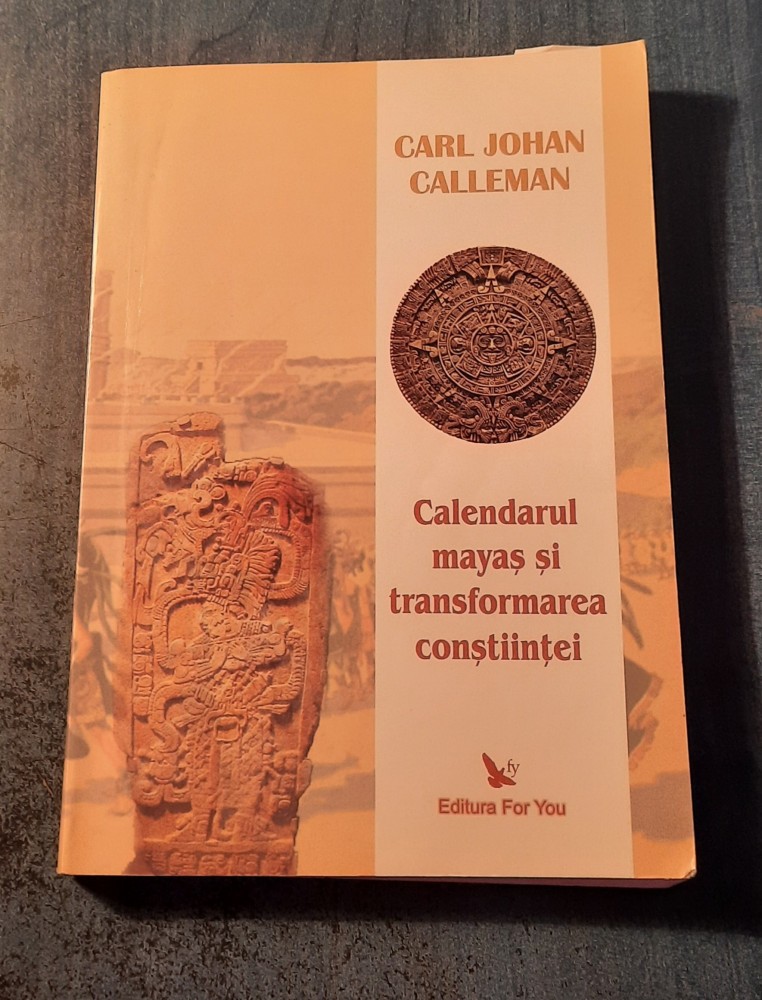 CARL JOHAN
CALLEMAN
Calendarul
mayaș și
transformarea
conștiinței
fy
Editura For You